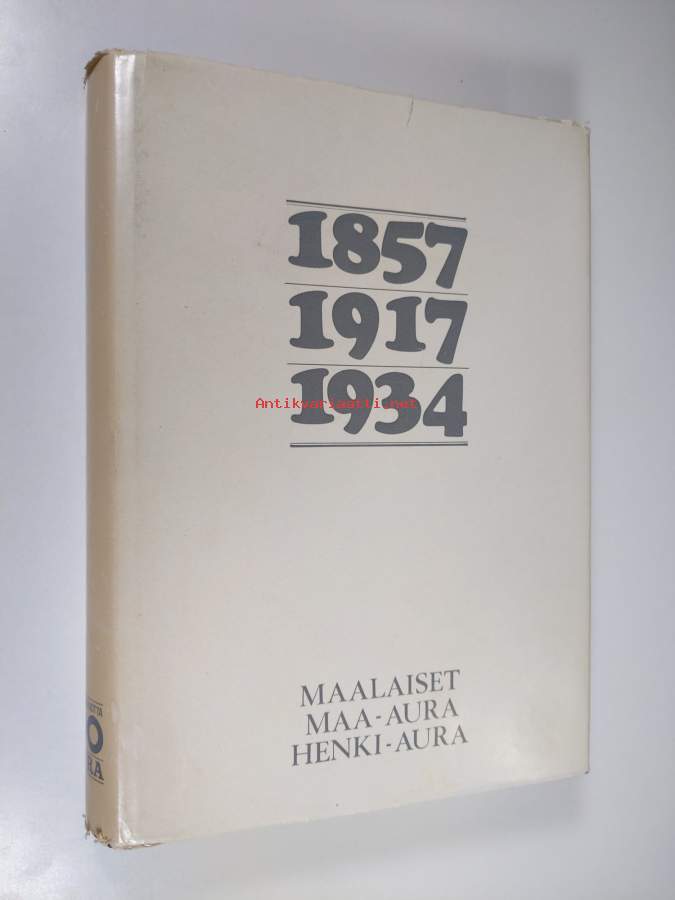 1857
1917
1934
Antikvariaatti.net
MAALAISET
MAA-AURA
HENKI-AURA